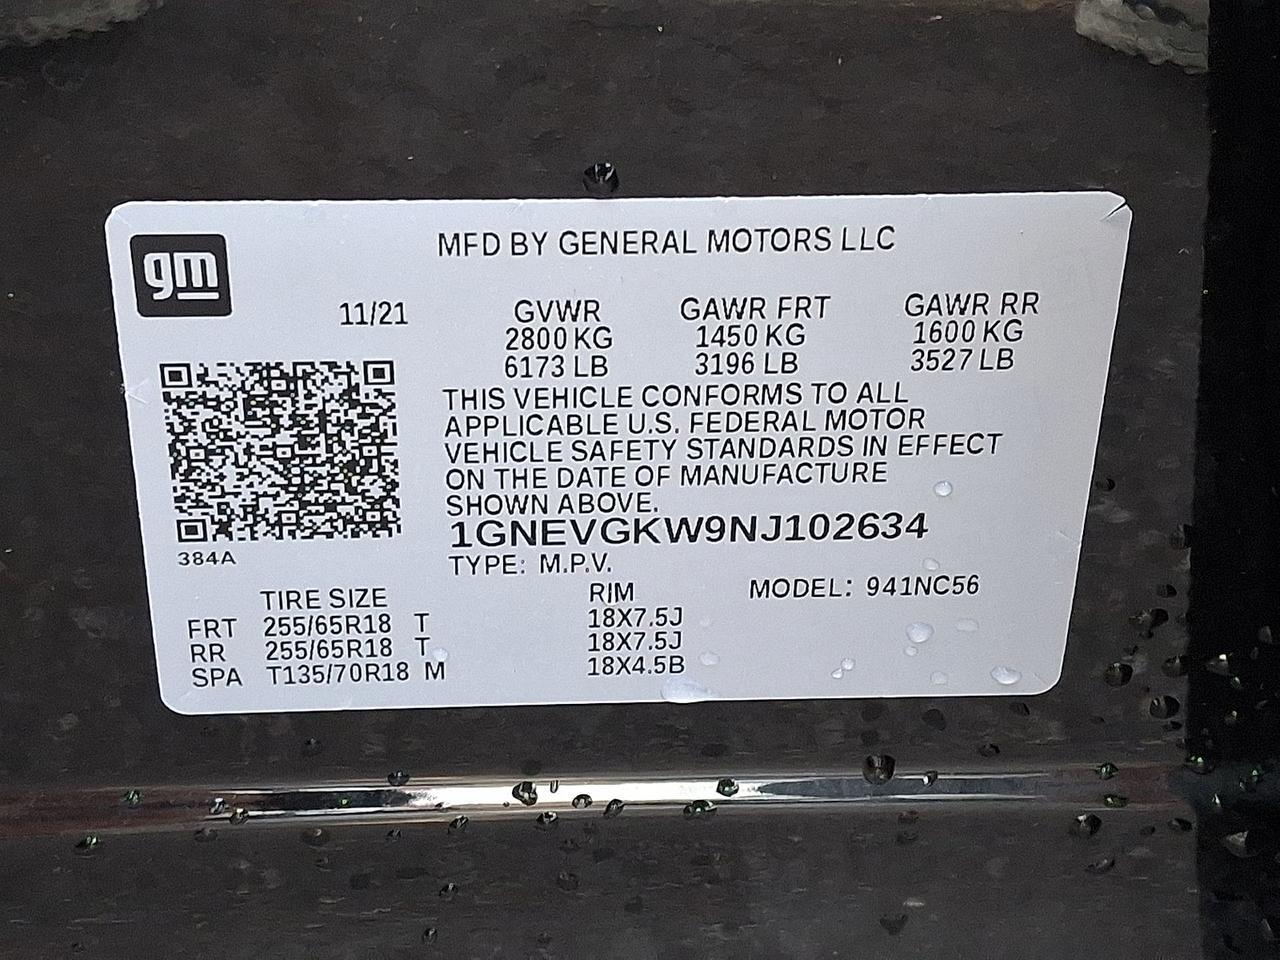 gm
MFD BY GENERAL MOTORS LLC
11/21 GVWR GAWR FRT GAWR RR
2800 KG 1450 KG 1600 KG
6173 LB 3196 LB 3527 LB
THIS VEHICLE CONFORMS TO ALL
APPLICABLE U.S. FEDERAL MOTOR
VEHICLE SAFETY STANDARDS IN EFFECT
ON THE DATE OF MANUFACTURE
SHOWN ABOVE.
1GNEVGKW9NJ102634
384A
TYPE: M.P.V.
TIRE SIZE RIM MODEL: 941NC56
FRT 255/65R18 T 18X7.5J
RR 255/65R18 T 18X7.5J
SPA T135/70R18 M 18X4.5B